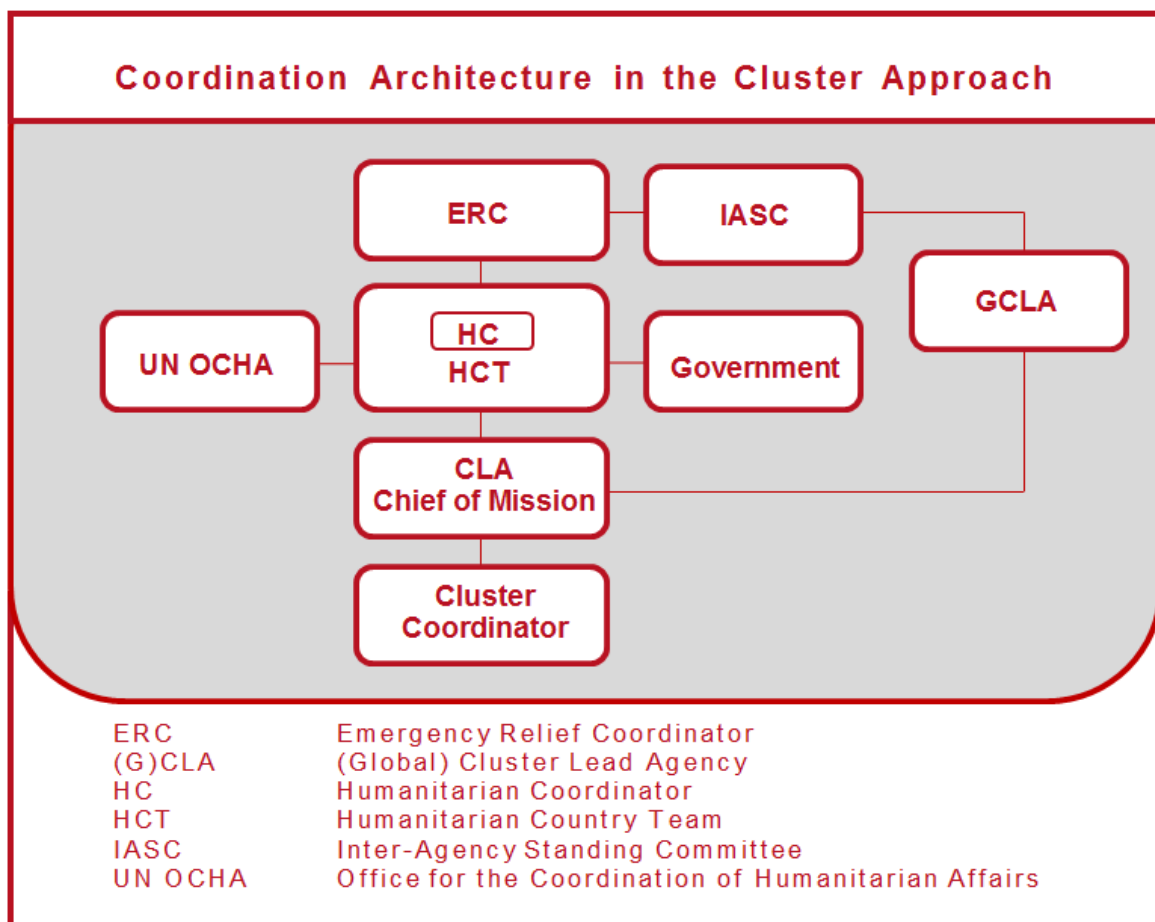 Coordination Architecture in the Cluster Approach
ERC
IASC
GCLA
UN OCHA
HC
HCT
Government
CLA
Chief of Mission
Cluster
Coordinator
ERC Emergency Relief Coordinator
(G)CLA (Global) Cluster Lead Agency
HC Humanitarian Coordinator
HCT Humanitarian Country Team
IASC Inter-Agency Standing Committee
UN OCHA Office for the Coordination of Humanitarian Affairs